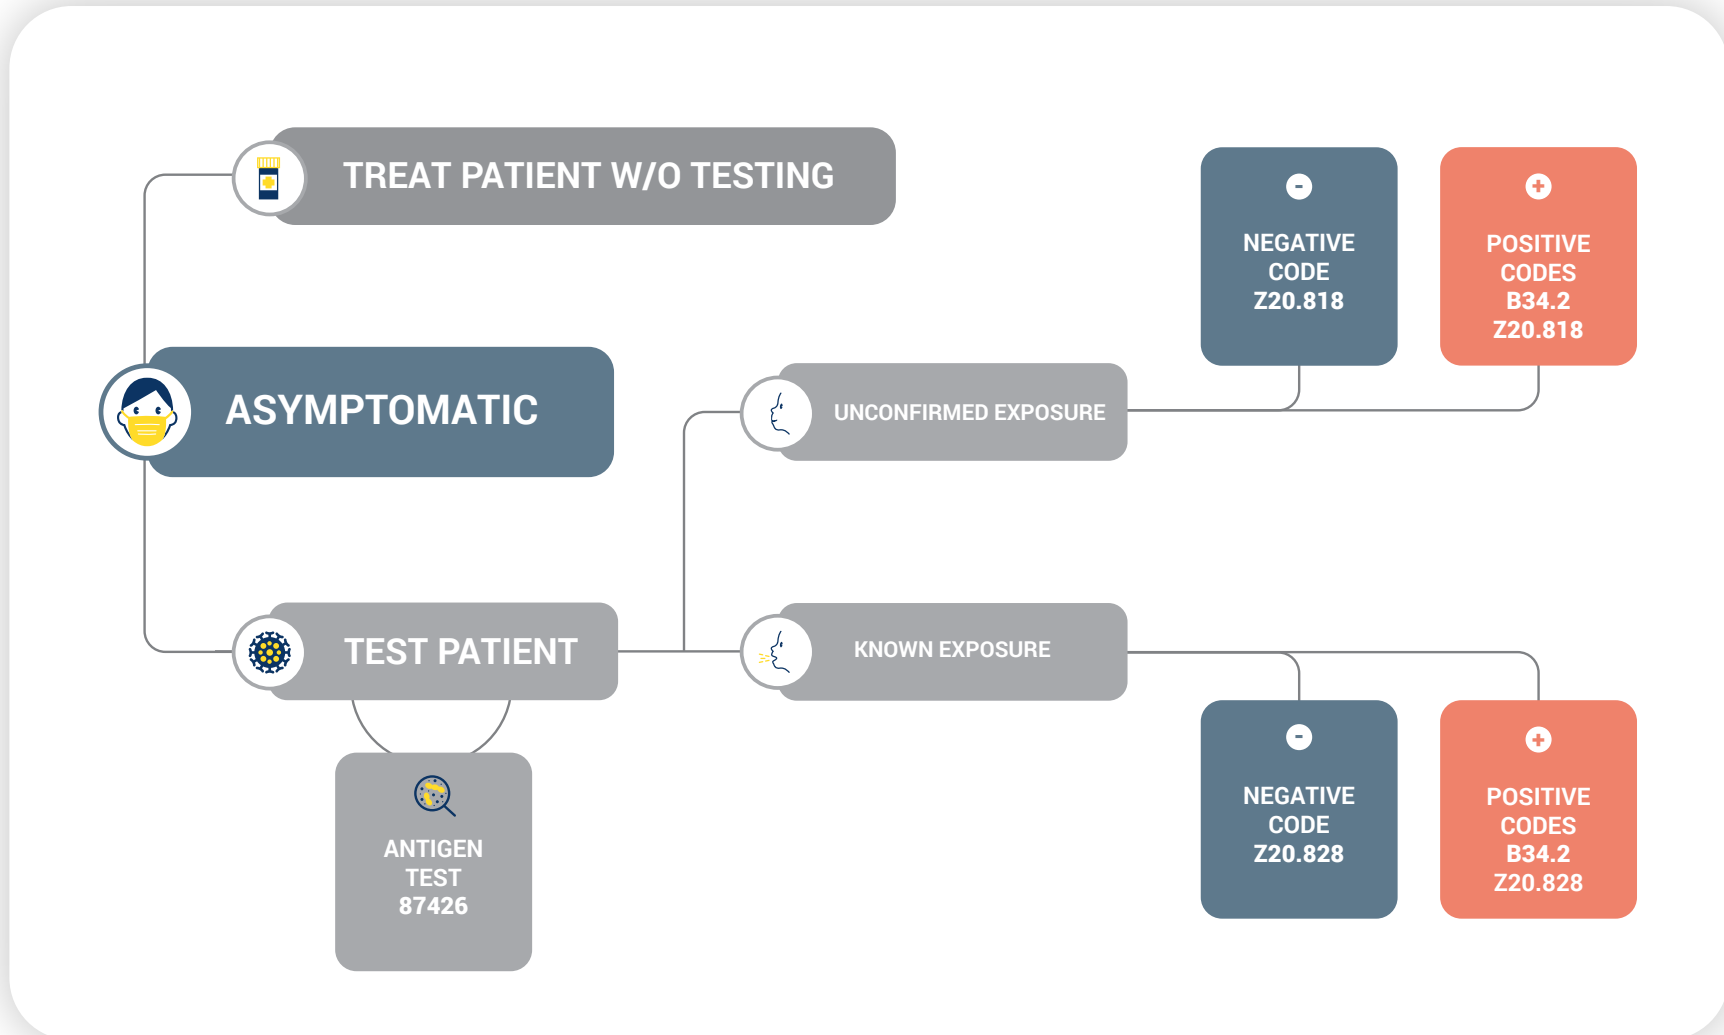 TREAT PATIENT W/O TESTING
ASYMPTOMATIC
TEST PATIENT
ANTIGEN
TEST
87426
UNCONFIRMED EXPOSURE
NEGATIVE
CODE
Z20.818
POSITIVE
CODES
B34.2
Z20.818
KNOWN EXPOSURE
NEGATIVE
CODE
Z20.828
POSITIVE
CODES
B34.2
Z20.828